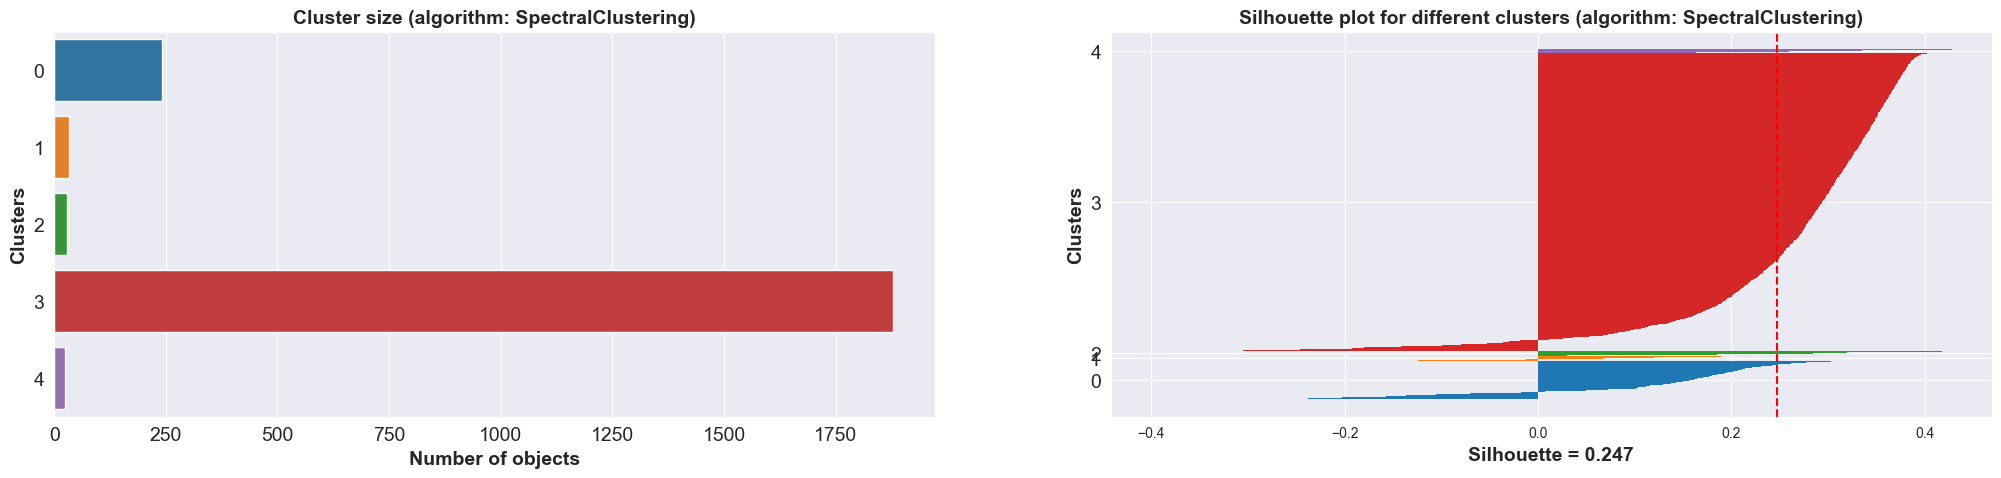 Cluster size (algorithm: SpectralClustering)
Clusters
0
1
2
3
4
0 250 500 750 1000 1250 1500 1750
Number of objects
Silhouette plot for different clusters (algorithm: SpectralClustering)
Clusters
4
3
2
1
0
−0.4 −0.2 0.0 0.2 0.4
Silhouette = 0.247